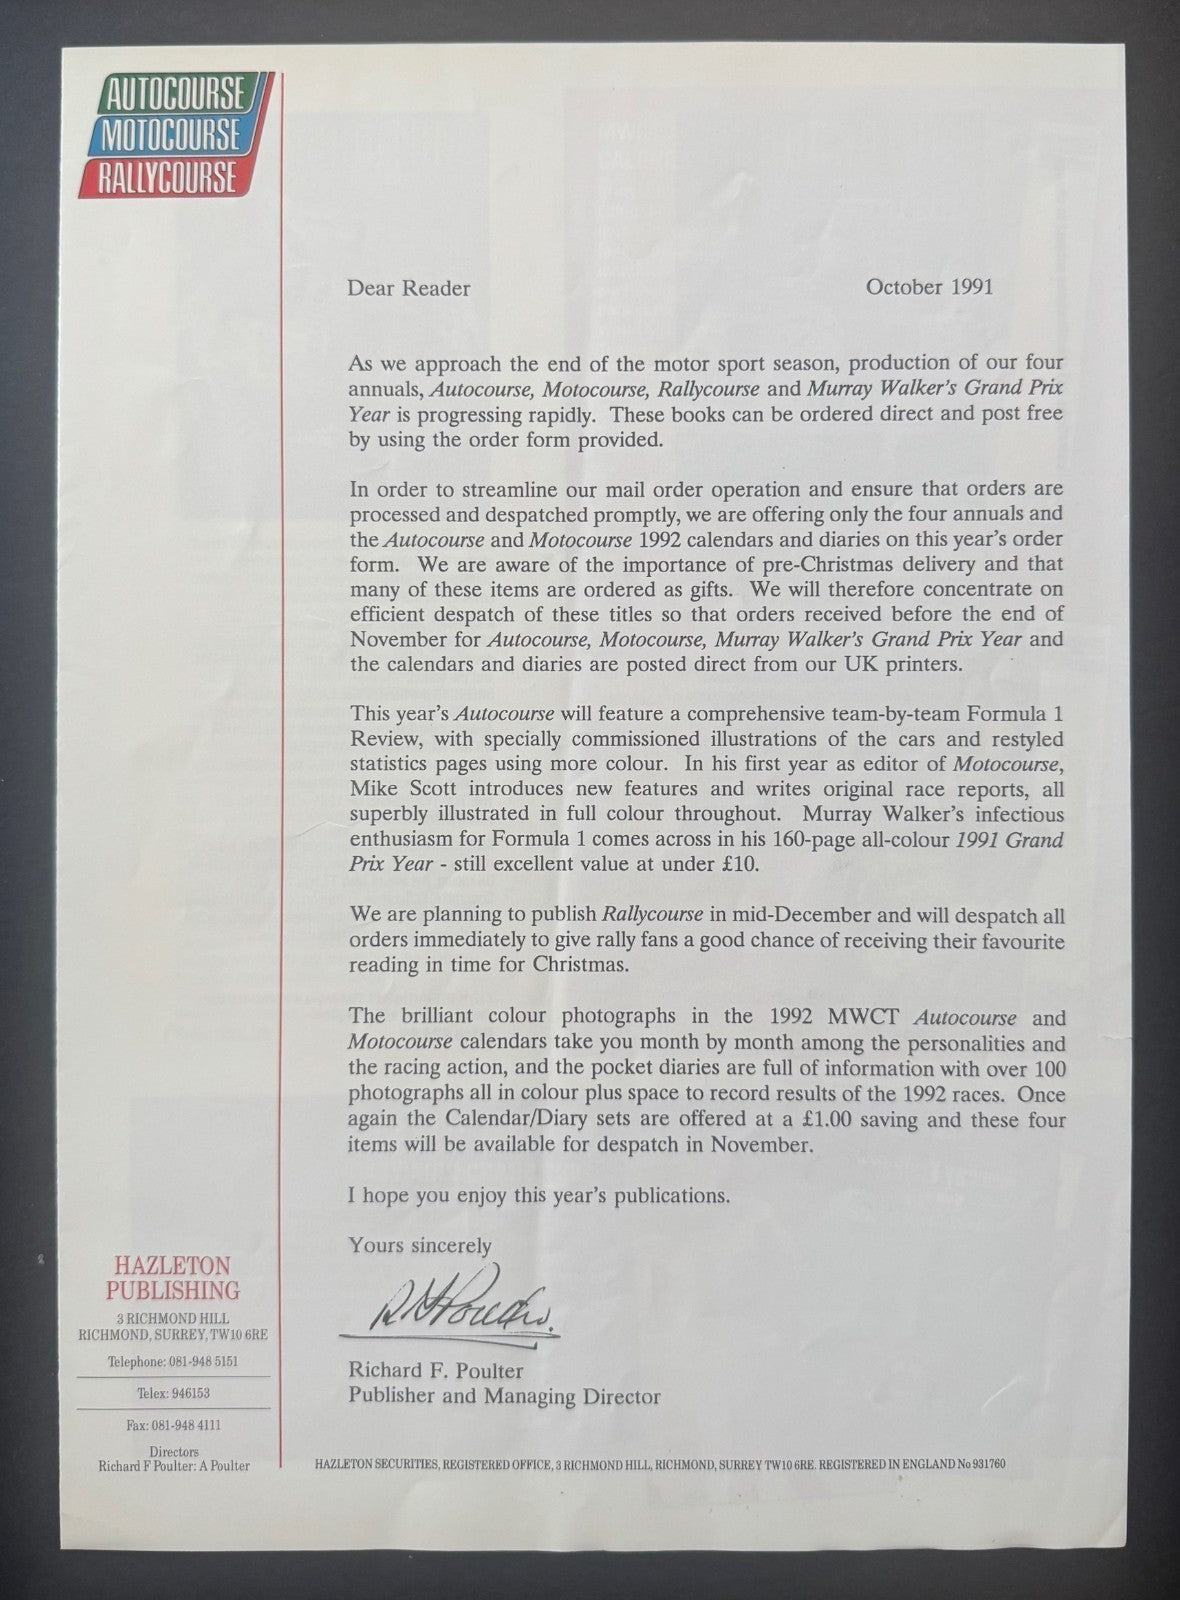 AUTOCOURSE
MOTOCOURSE
RALLYCOURSE
Dear Reader October 1991
As we approach the end of the motor sport season, production of our four
annuals, Autocourse, Motocourse, Rallycourse and Murray Walker's Grand Prix
Year is progressing rapidly. These books can be ordered direct and post free
by using the order form provided.
In order to streamline our mail order operation and ensure that orders are
processed and despatched promptly, we are offering only the four annuals and
the Autocourse and Motocourse 1992 calendars and diaries on this year's order
form. We are aware of the importance of pre-Christmas delivery and that
many of these items are ordered as gifts. We will therefore concentrate on
efficient despatch of these titles so that orders received before the end of
November for Autocourse, Motocourse, Murray Walker's Grand Prix Year and
the calendars and diaries are posted direct from our UK printers.
This year's Autocourse will feature a comprehensive team-by-team Formula 1
Review, with specially commissioned illustrations of the cars and restyled
statistics pages using more colour. In his first year as editor of Motocourse,
Mike Scott introduces new features and writes original race reports, all
superbly illustrated in full colour throughout. Murray Walker's infectious
enthusiasm for Formula 1 comes across in his 160-page all-colour 1991 Grand
Prix Year - still excellent value at under £10.
We are planning to publish Rallycourse in mid-December and will despatch all
orders immediately to give rally fans a good chance of receiving their favourite
reading in time for Christmas.
The brilliant colour photographs in the 1992 MWCT Autocourse and
Motocourse calendars take you month by month among the personalities and
the racing action, and the pocket diaries are full of information with over 100
photographs all in colour plus space to record results of the 1992 races. Once
again the Calendar/Diary sets are offered at a £1.00 saving and these four
items will be available for despatch in November.
I hope you enjoy this year's publications.
Yours sincerely
Richard F. Poulter
Publisher and Managing Director
HAZLETON
PUBLISHING
3 RICHMOND HILL
RICHMOND, SURREY, TW10 6RE
Telephone: 081-948 5151
Telex: 946153
Fax: 081-948 4111
Directors
Richard F Poulter: A Poulter
HAZLETON SECURITIES, REGISTERED OFFICE, 3 RICHMOND HILL, RICHMOND, SURREY TW10 6RE. REGISTERED IN ENGLAND No 931760